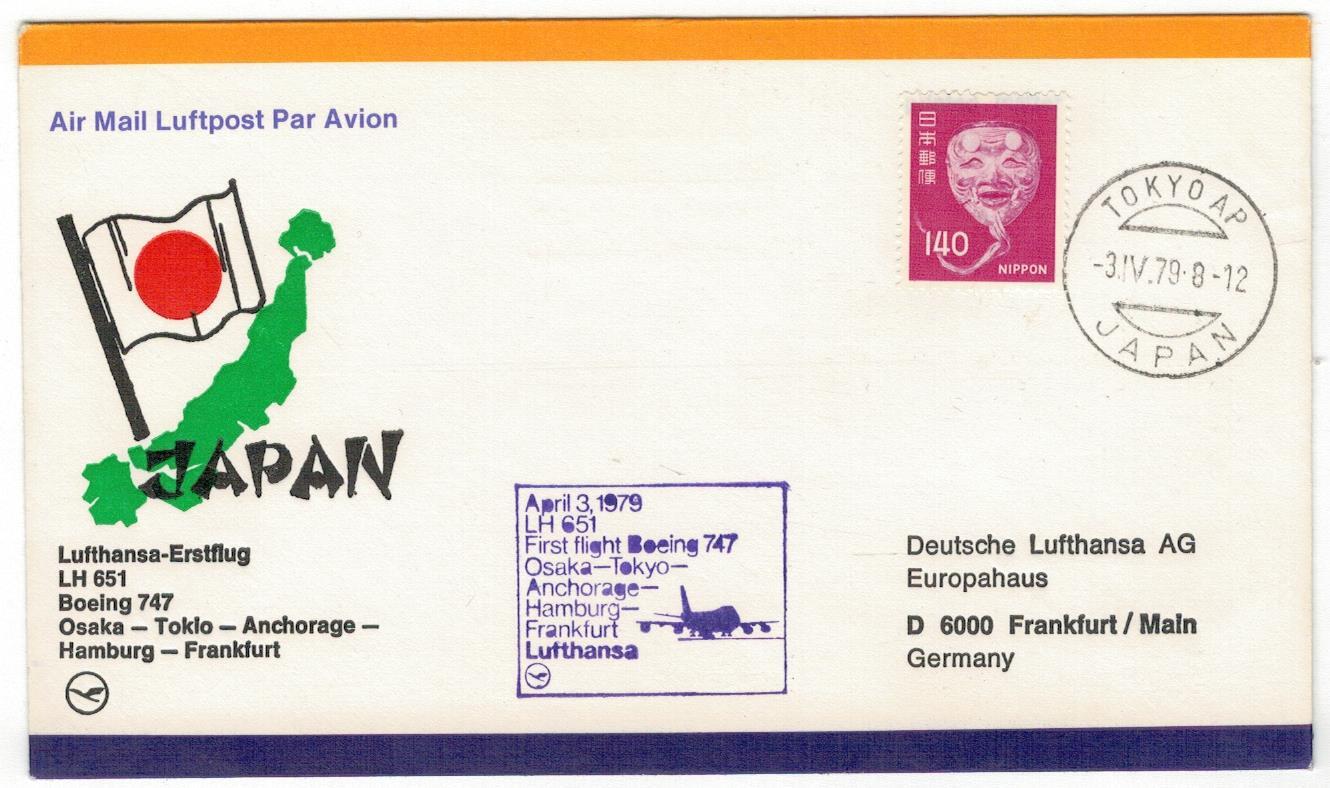 Air Mail Luftpost Par Avion
日本郵便
140
NIPPON
TOKYO AP
-3.IV.79.8-12
JAPAN
JAPAN
Lufthansa-Erstflug
LH 651
Boeing 747
Osaka – Tokio – Anchorage –
Hamburg – Frankfurt
April 3, 1979
LH 651
First flight Boeing 747
Osaka–Tokyo–
Anchorage–
Hamburg–
Frankfurt
Lufthansa
Deutsche Lufthansa AG
Europahaus
D 6000 Frankfurt / Main
Germany